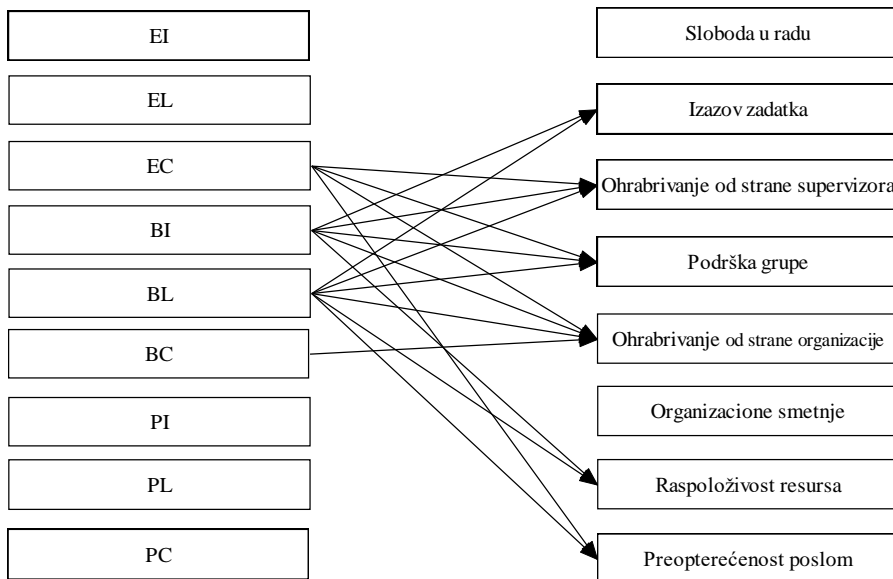 EI
EL
EC
BI
BL
BC
PI
PL
PC
Sloboda u radu
Izazov zadatka
Ohrabrivanje od strane supervizora
Podrška grupe
Ohrabrivanje od strane organizacije
Organizacione smetnje
Raspoloživost resursa
Preopterećenost poslom